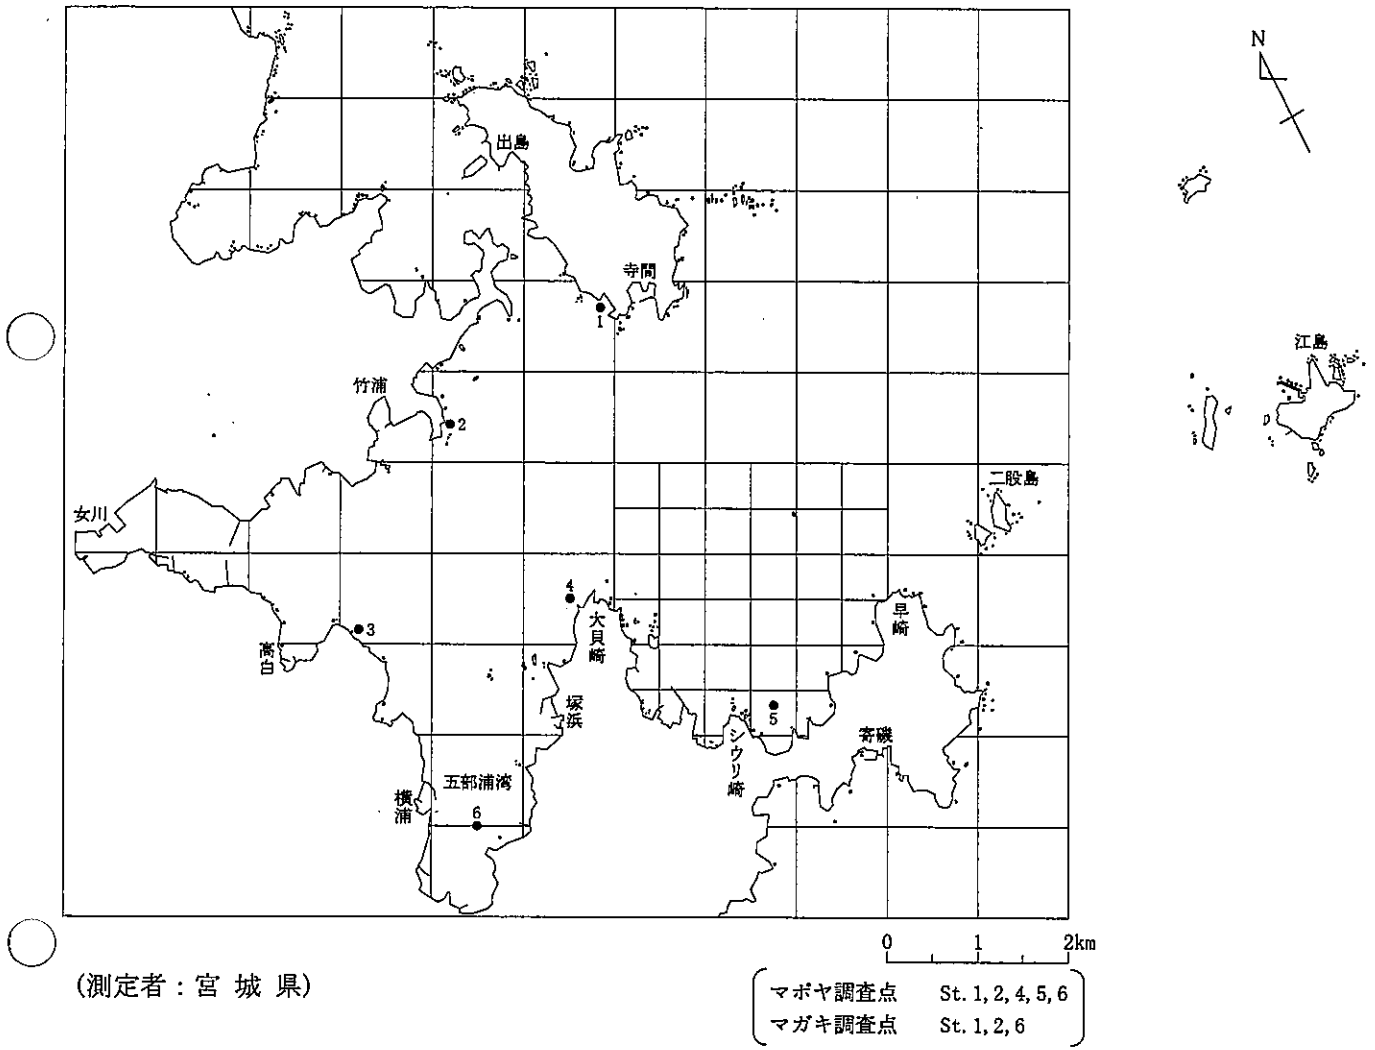 N
出島
寺間
1
江島
竹浦
2
二股島
女川
4
大貝崎
早崎
3
高白
塚浜
5
シウリ崎
寄磯
五部浦湾
横浦
6
0 1 2km
(測定者：宮 城 県)
マボヤ調査点 St. 1, 2, 4, 5, 6
マガキ調査点 St. 1, 2, 6